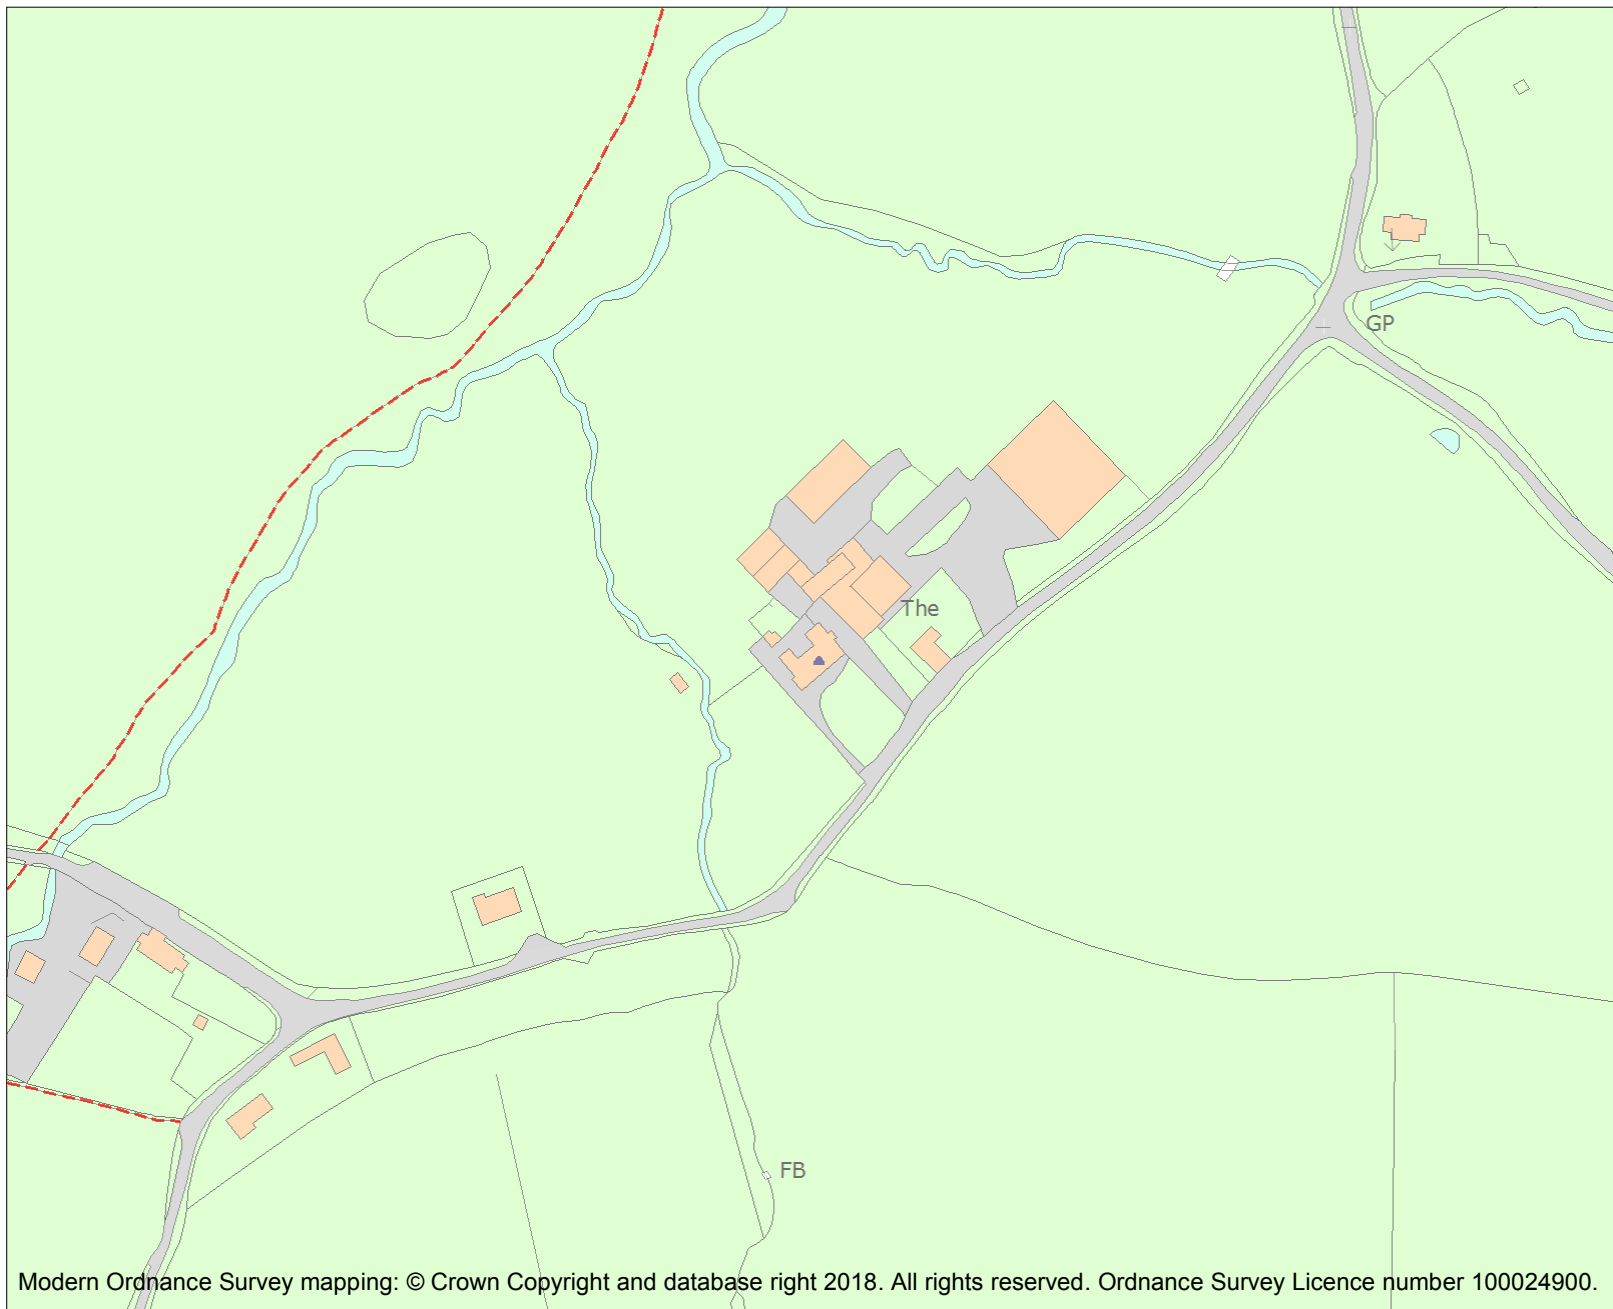 GP
The
FB
Modern Ordnance Survey mapping: © Crown Copyright and database right 2018. All rights reserved. Ordnance Survey Licence number 100024900.